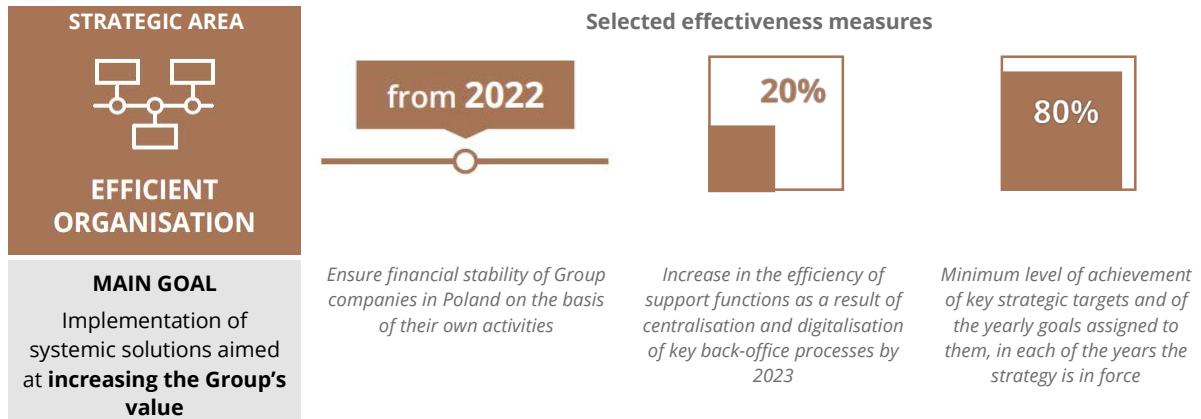 STRATEGIC AREA
EFFICIENT
ORGANISATION
MAIN GOAL
Implementation of
systemic solutions aimed
at increasing the Group's
value
Selected effectiveness measures
from 2022
Ensure financial stability of Group
companies in Poland on the basis
of their own activities
20%
Increase in the efficiency of
support functions as a result of
centralisation and digitalisation
of key back-office processes by
2023
80%
Minimum level of achievement
of key strategic targets and of
the yearly goals assigned to
them, in each of the years the
strategy is in force